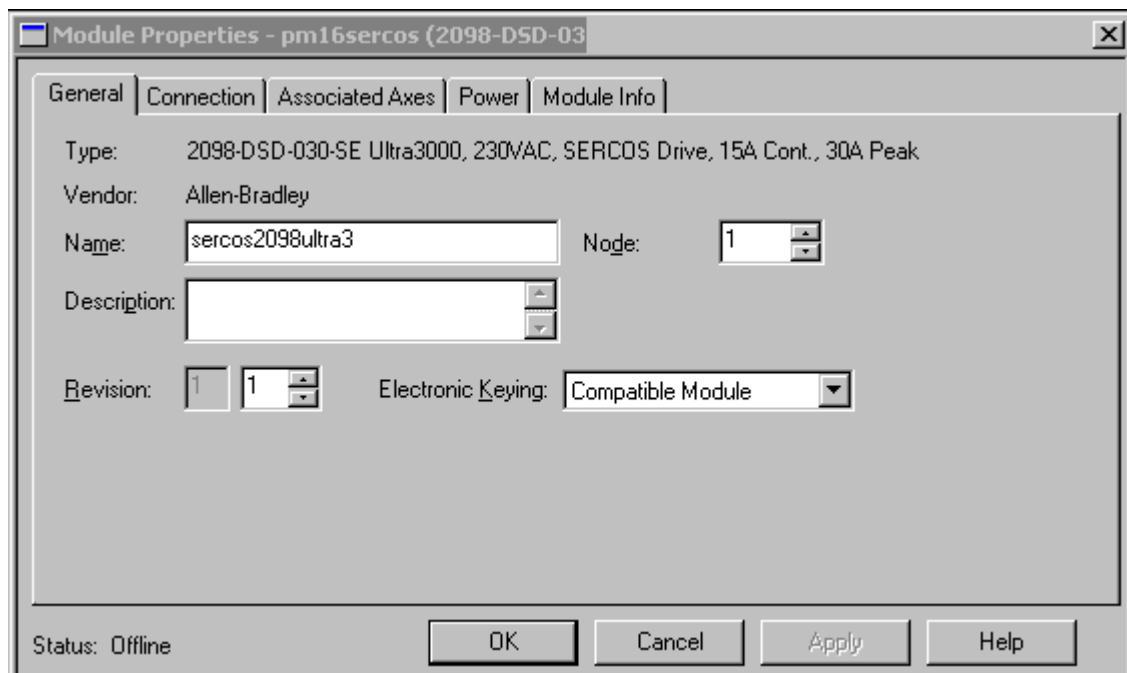 Module Properties - pm16sercos (2098-DSD-03
General Connection Associated Axes Power Module Info
Type: 2098-DSD-030-SE Ultra3000, 230VAC, SERCOS Drive, 15A Cont., 30A Peak
Vendor: Allen-Bradley
Name: sercos2098ultra3 Node: 1
Description:
Revision: 1 1 Electronic Keying: Compatible Module
Status: Offline OK Cancel Apply Help